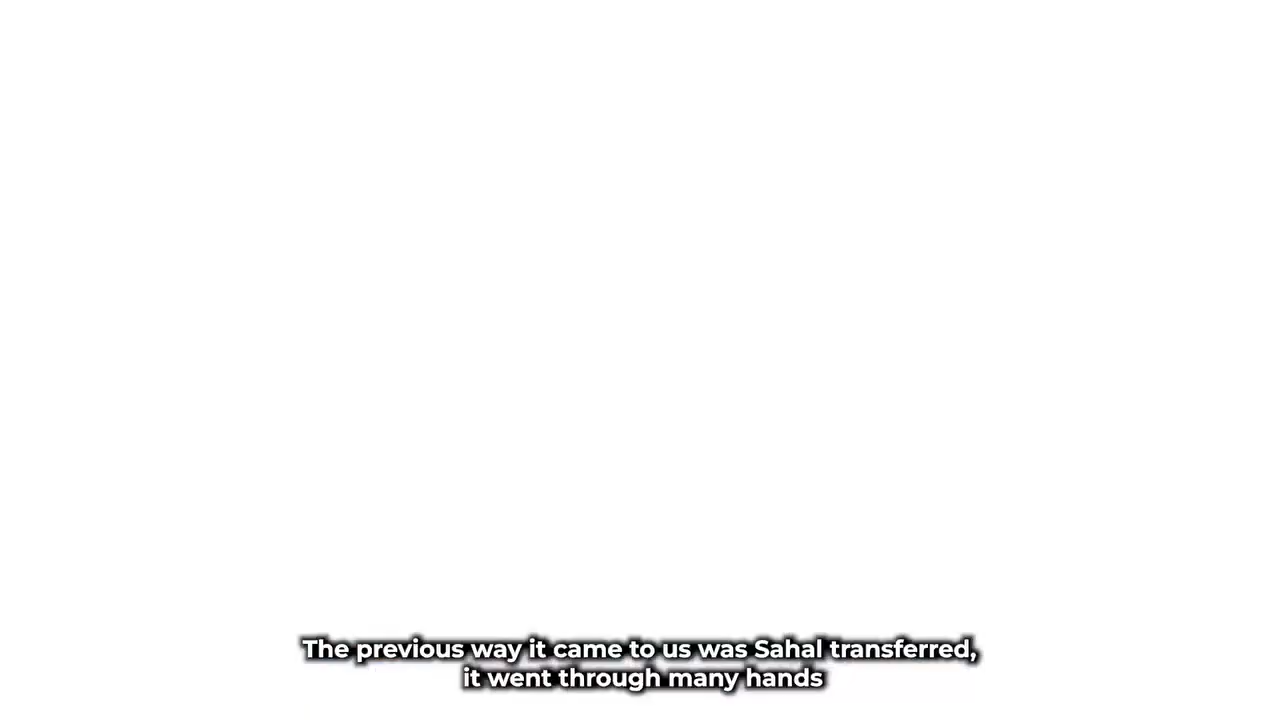 The previous way it came to us was Sahal transferred,
it went through many hands